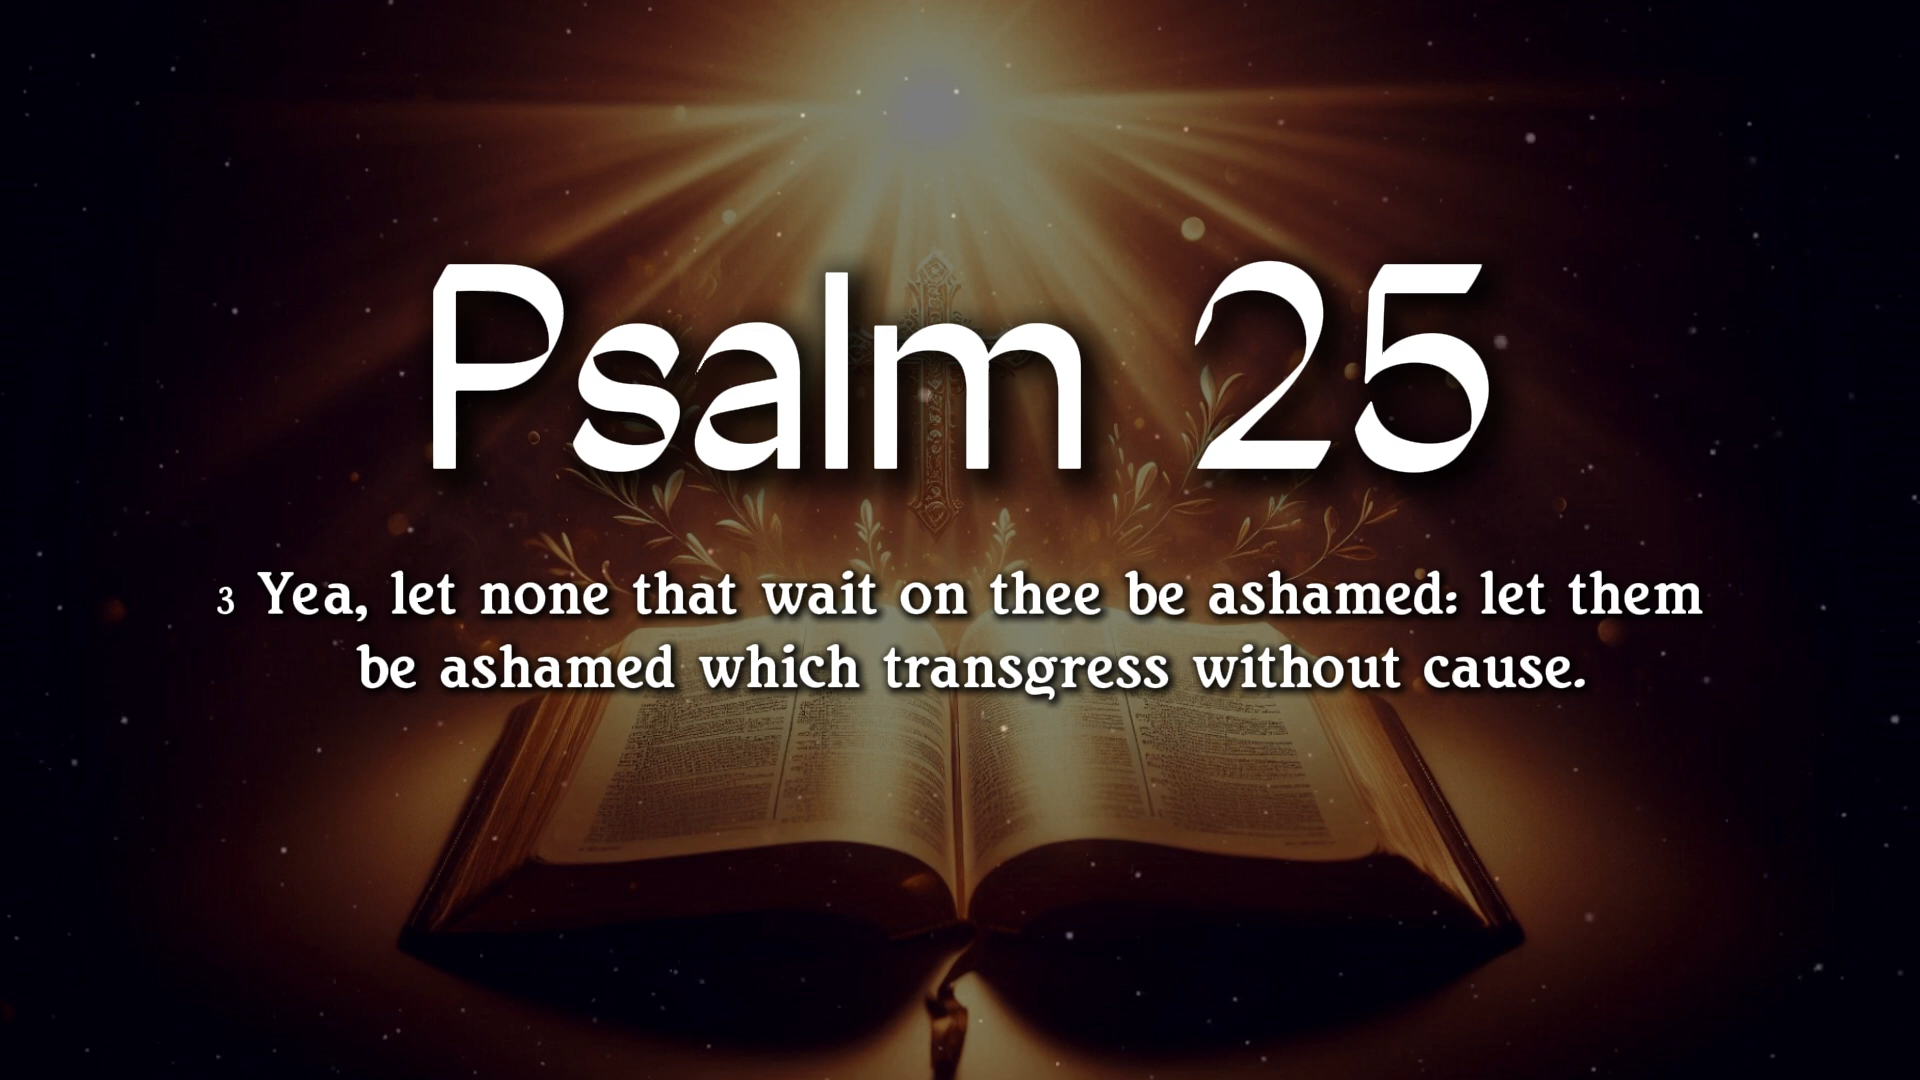 Psalm 25
3 Yea, let none that wait on thee be ashamed: let them
be ashamed which transgress without cause.